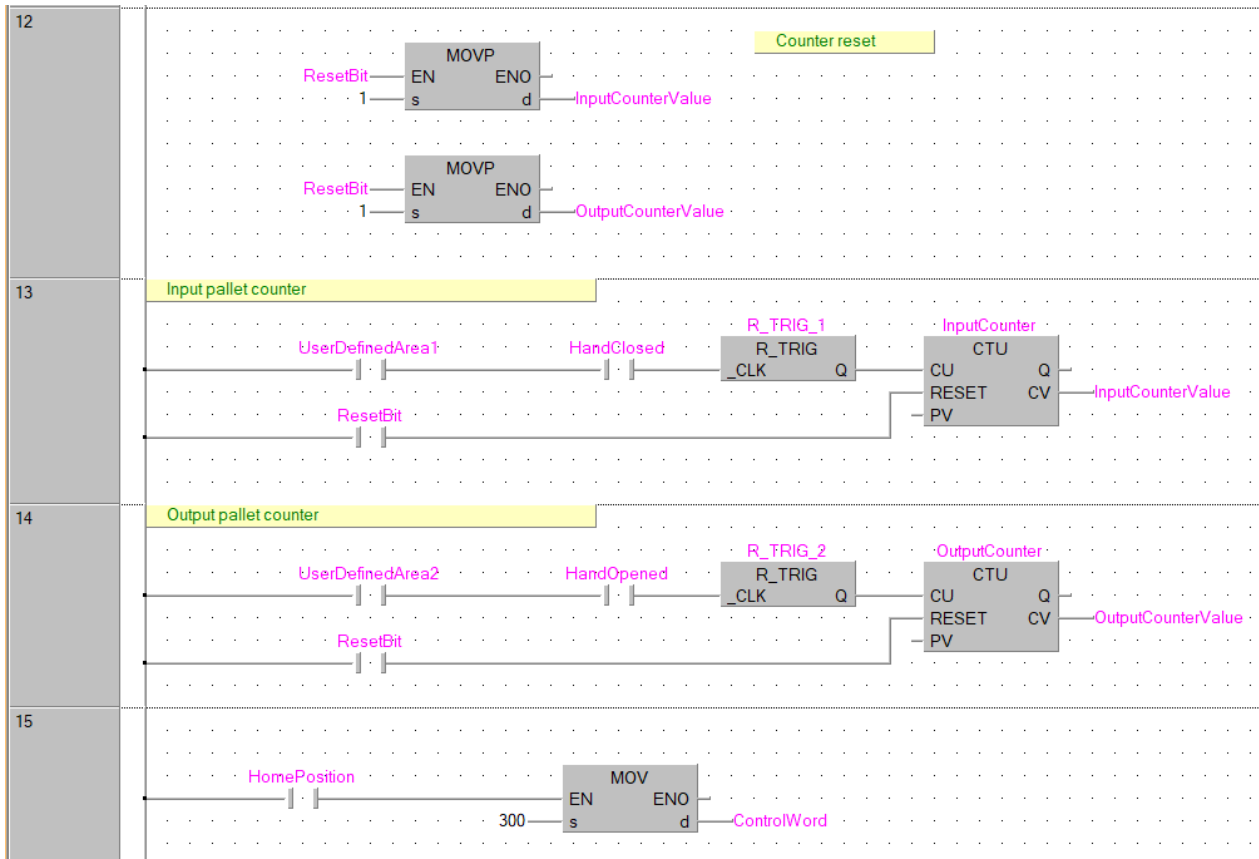 12
Counter reset
MOVP
ResetBit EN ENO
1 s d InputCounterValue
MOVP
ResetBit EN ENO
1 s d OutputCounterValue
13
Input pallet counter
R_TRIG_1 InputCounter
UserDefinedArea1 HandClosed R_TRIG CTU
_CLK Q CU Q
RESET CV InputCounterValue
ResetBit PV
14
Output pallet counter
R_TRIG_2 OutputCounter
UserDefinedArea2 HandOpened R_TRIG CTU
_CLK Q CU Q
RESET CV OutputCounterValue
ResetBit PV
15
HomePosition MOV
EN ENO
300 s d ControlWord